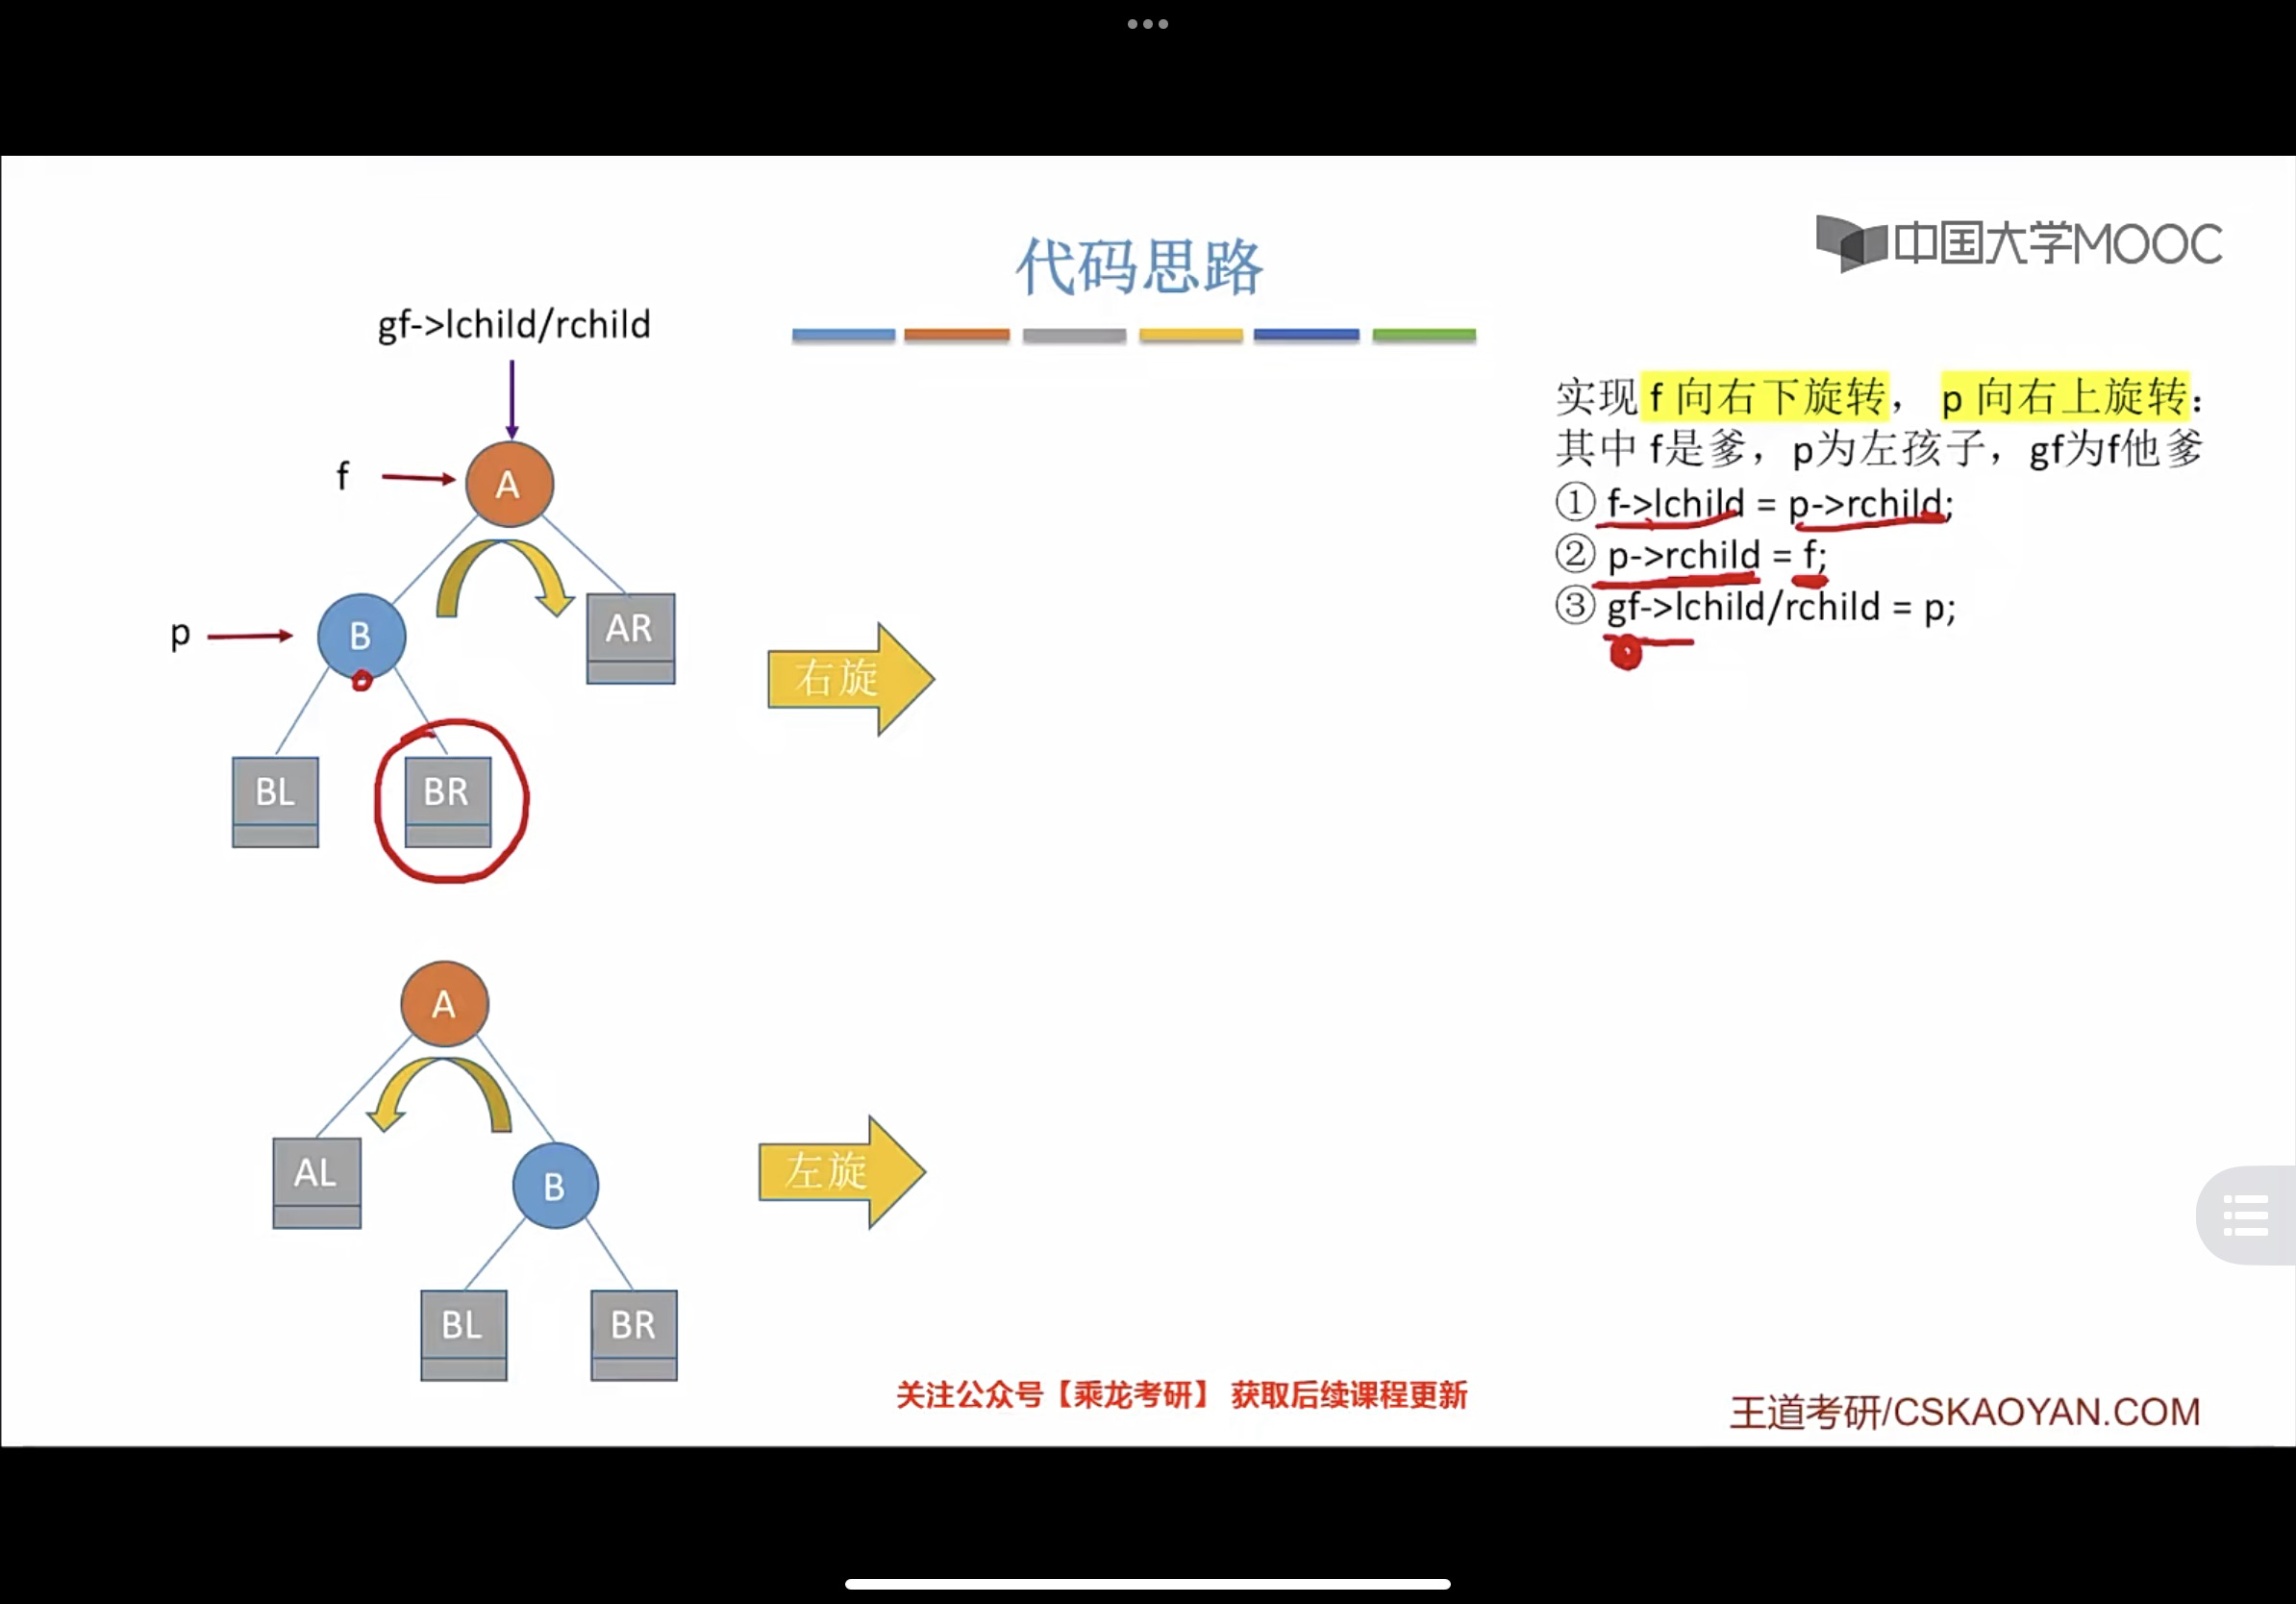 代码思路
中国大学MOOC
gf->lchild/rchild
f
A
p
B
AR
BL
BR
右旋
实现 f 向右下旋转， p 向右上旋转：
其中 f是爹，p为左孩子，gf为f他爹
① f->lchild = p->rchild;
② p->rchild = f;
③ gf->lchild/rchild = p;
A
AL
B
BL
BR
左旋
关注公众号【乘龙考研】 获取后续课程更新
王道考研/CSKAOYAN.COM